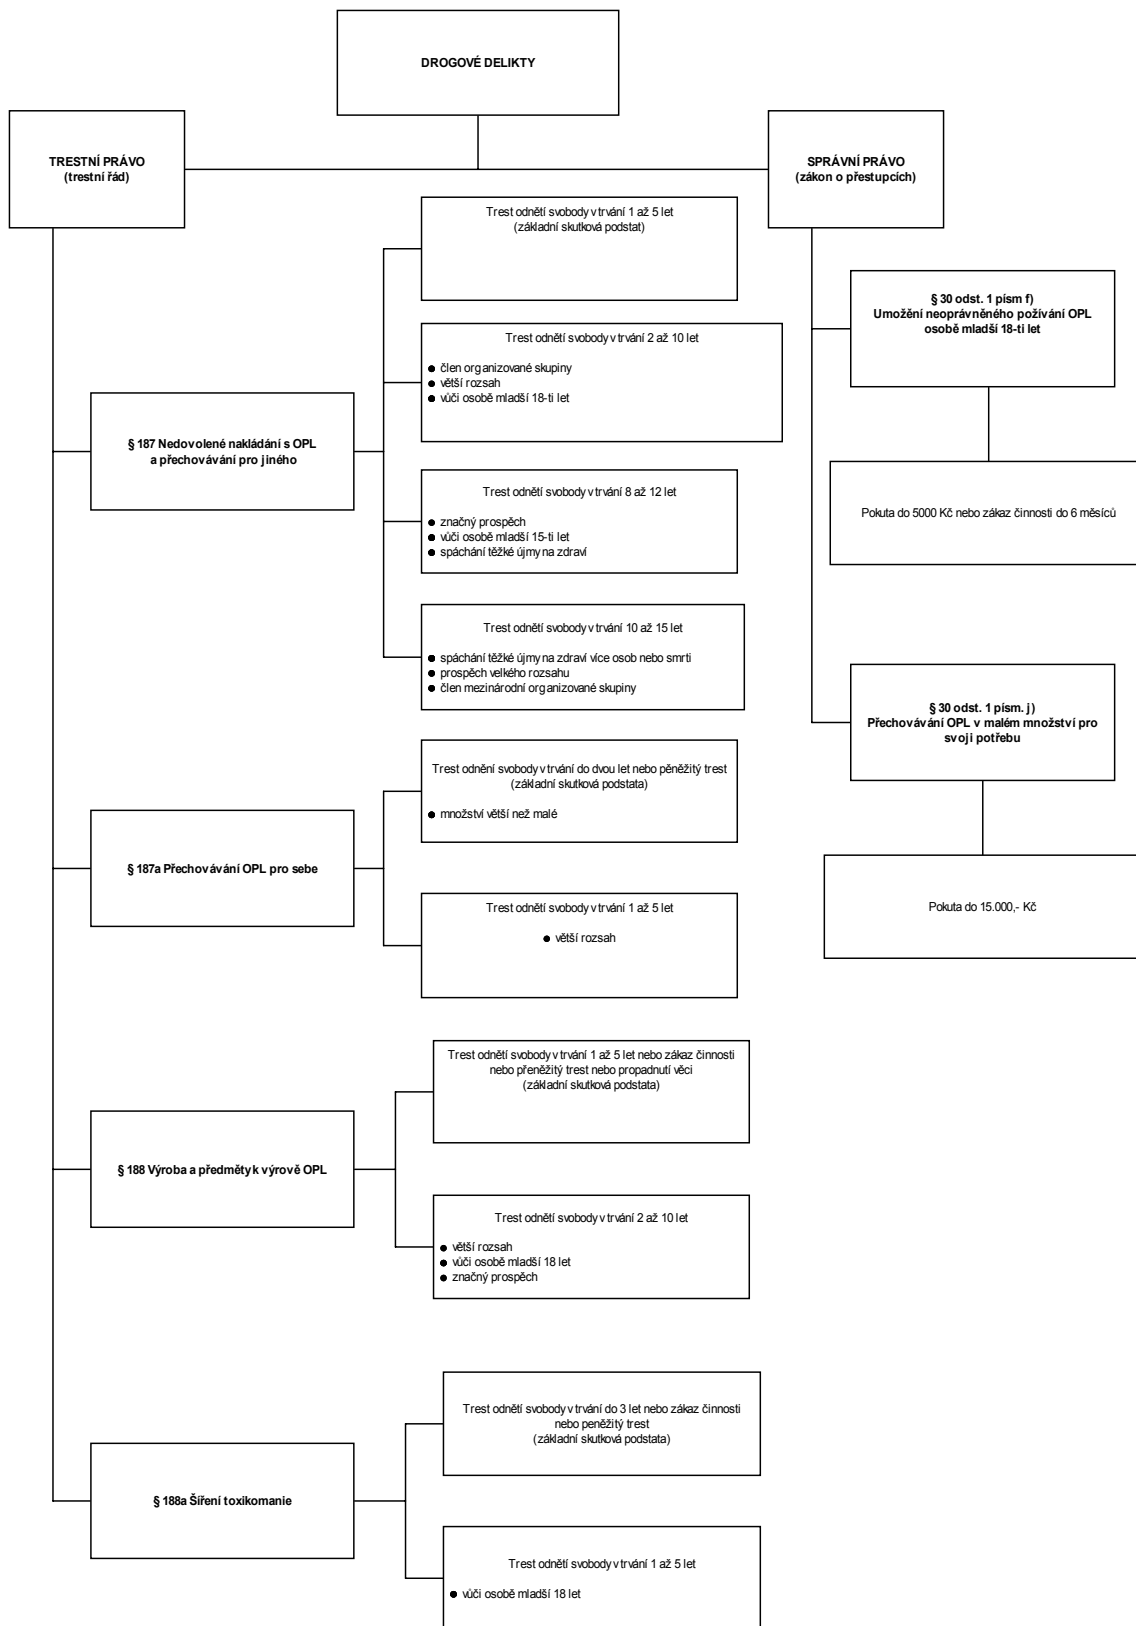 DROGOVÉ DELIKTY
TRESTNÍ PRÁVO
(trestní řád)
SPRÁVNÍ PRÁVO
(zákon o přestupcích)
§ 187 Nedovolené nakládání s OPL
a přechovávání pro jiného
Trest odnětí svobody v trvání 1 až 5 let
(základní skutková podstat)
Trest odnětí svobody v trvání 2 až 10 let
● člen organizované skupiny
● větší rozsah
● vůči osobě mladší 18-ti let
Trest odnětí svobody v trvání 8 až 12 let
● značný prospěch
● vůči osobě mladší 15-ti let
● spáchání těžké újmy na zdraví
Trest odnětí svobody v trvání 10 až 15 let
● spáchání těžké újmy na zdraví více osob nebo smrti
● prospěch velkého rozsahu
● člen mezinárodní organizované skupiny
§ 187a Přechovávání OPL pro sebe
Trest odnění svobody v trvání do dvou let nebo pěněžitý trest
(základní skutková podstata)
● množství větší než malé
Trest odnětí svobody v trvání 1 až 5 let
● větší rozsah
§ 188 Výroba a předměty k výrově OPL
Trest odnětí svobody v trvání 1 až 5 let nebo zákaz činnosti
nebo přeněžitý trest nebo propadnutí věci
(základní skutková podstata)
Trest odnětí svobody v trvání 2 až 10 let
● větší rozsah
● vůči osobě mladší 18 let
● značný prospěch
§ 188a Šíření toxikomanie
Trest odnětí svobody v trvání do 3 let nebo zákaz činnosti
nebo peněžitý trest
(základní skutková podstata)
Trest odnětí svobody v trvání 1 až 5 let
● vůči osobě mladší 18 let
§ 30 odst. 1 písm f)
Umožnění neoprávněného požívání OPL
osobě mladší 18-ti let
Pokuta do 5000 Kč nebo zákaz činnosti do 6 měsíců
§ 30 odst. 1 písm. j)
Přechovávání OPL v malém množství pro
svoji potřebu
Pokuta do 15.000,- Kč